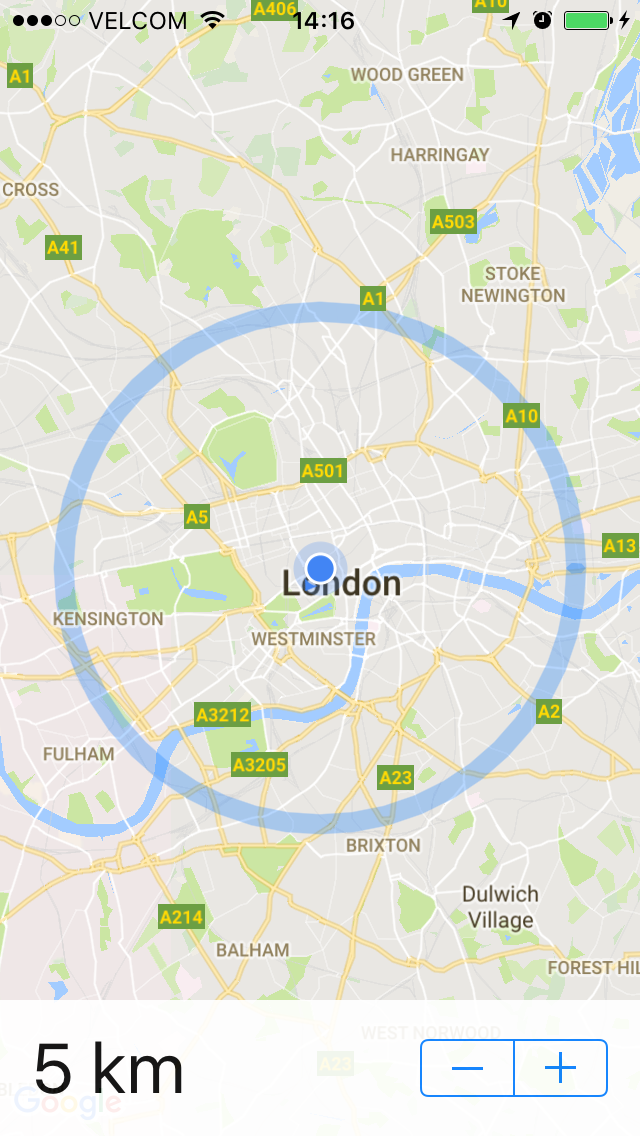 VELCOM 14:16
A406
A10
A1
WOOD GREEN
HARRINGAY
CROSS
A503
A41
STOKE
NEWINGTON
A1
A10
A501
A5
A13
London
KENSINGTON
WESTMINSTER
A3212
A2
FULHAM
A3205
A23
BRIXTON
Dulwich
Village
A214
BALHAM
FOREST HIL
WEST NORWOOD
A23
5 km
− +
Google